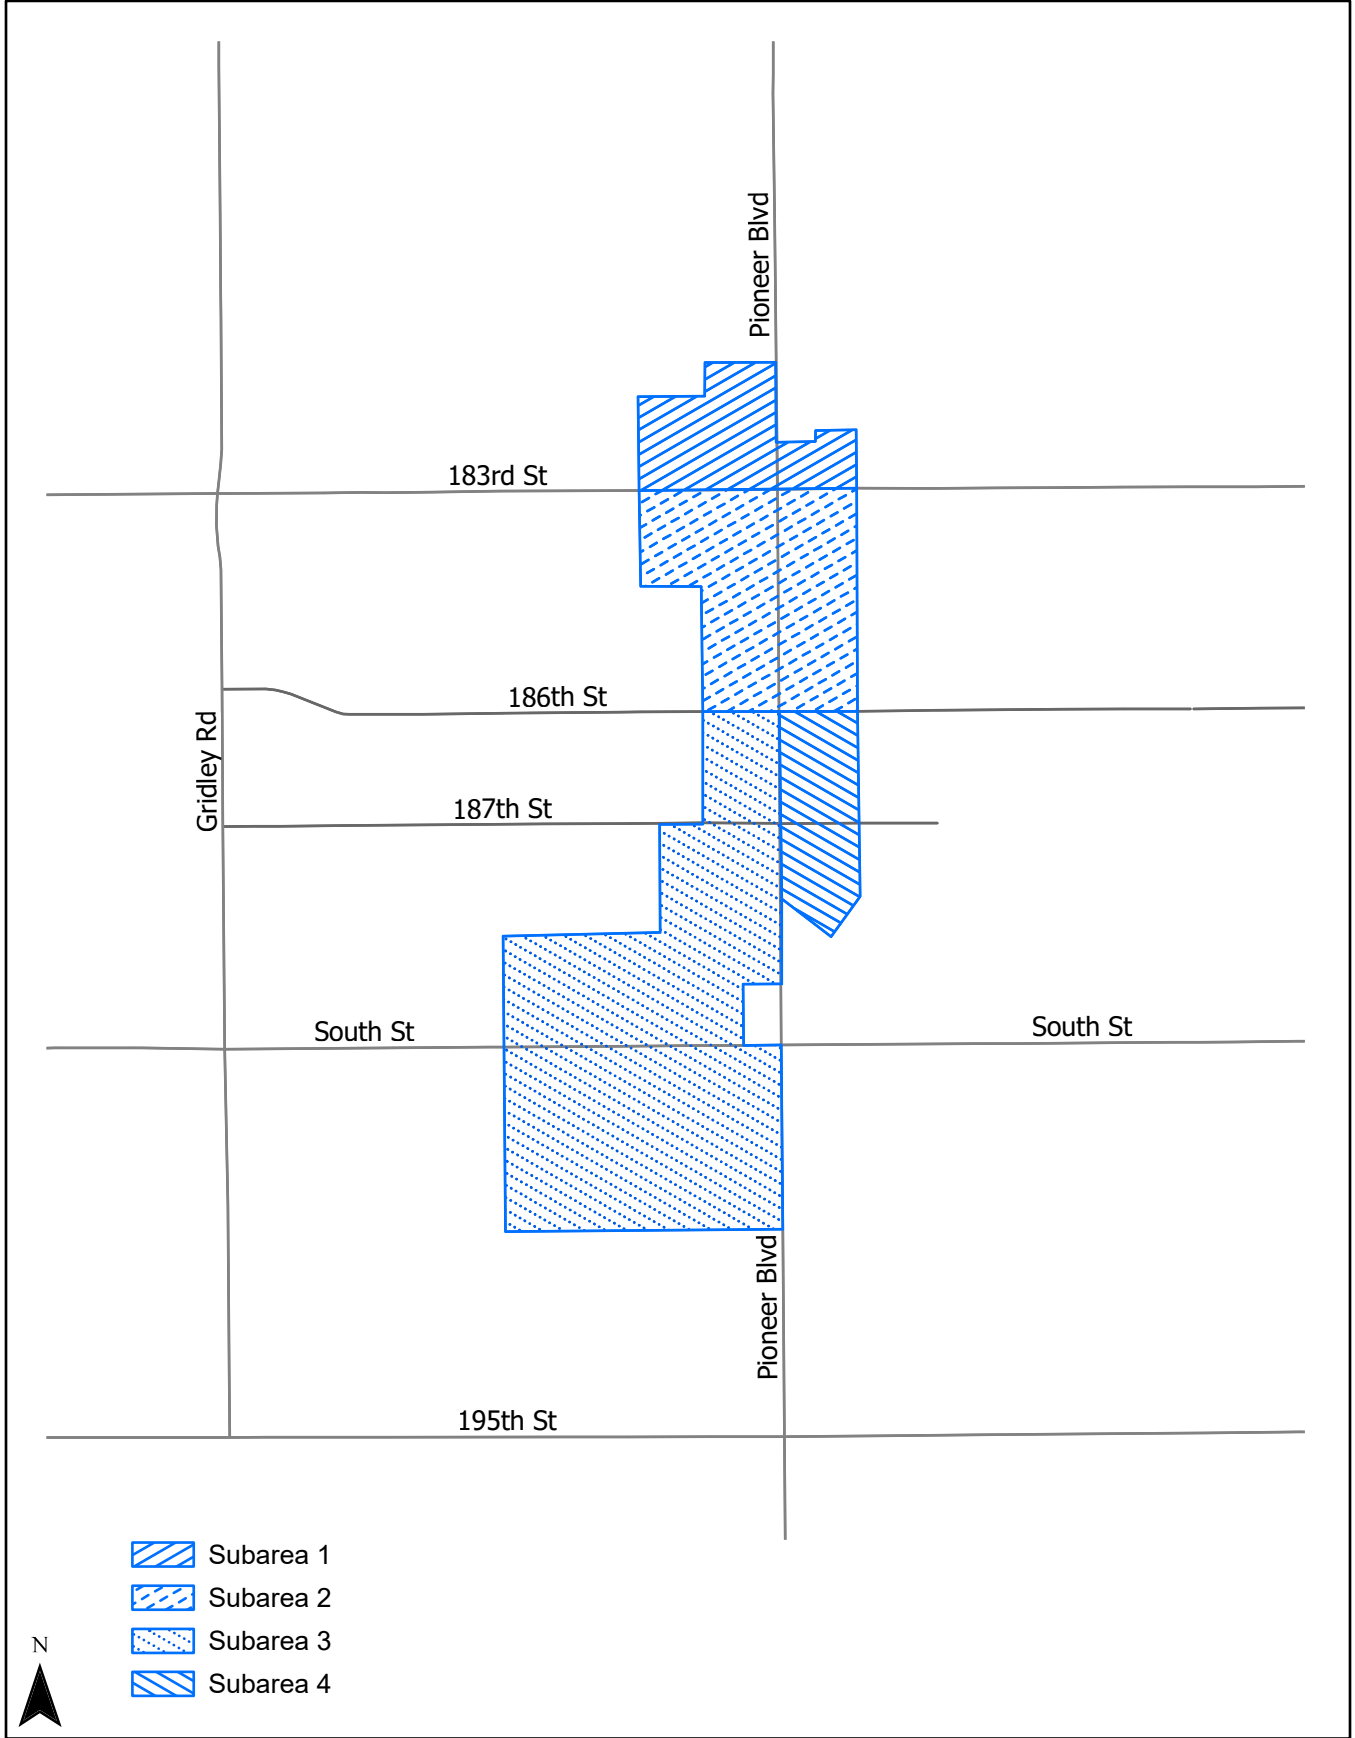 Pioneer Blvd
183rd St
186th St
Gridley Rd
187th St
South St
South St
Pioneer Blvd
195th St
Subarea 1
Subarea 2
Subarea 3
Subarea 4
N